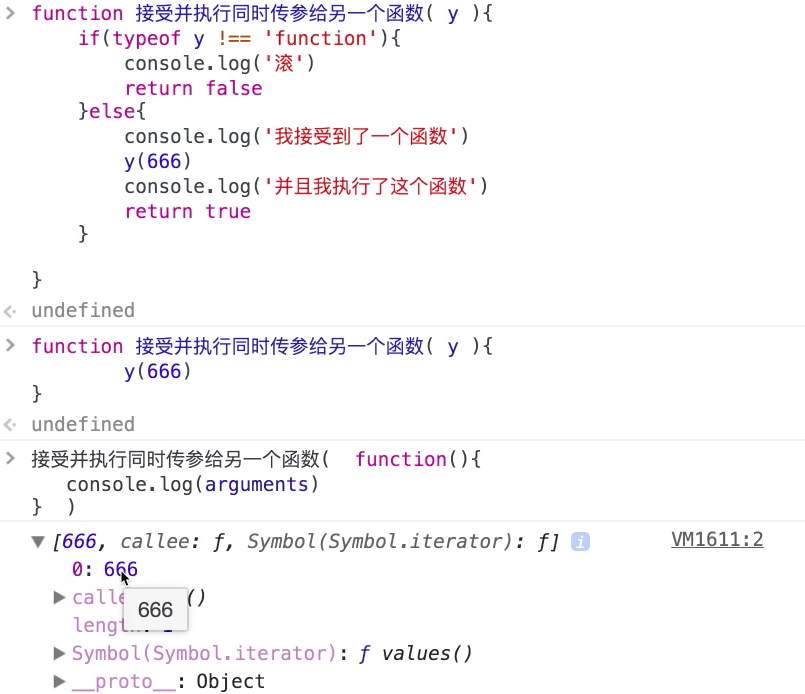 > function 接受并执行同时传参给另一个函数( y ){
if(typeof y !== 'function'){
console.log('滚')
return false
}else{
console.log('我接受到了一个函数')
y(666)
console.log('并且我执行了这个函数')
return true
}
}
undefined
> function 接受并执行同时传参给另一个函数( y ){
y(666)
}
undefined
> 接受并执行同时传参给另一个函数( function(){
console.log(arguments)
} )
▼[666, callee: ƒ, Symbol(Symbol.iterator): ƒ] i VM1611:2
0: 666
▶ calle ()
666
length:
▶ Symbol(Symbol.iterator): ƒ values()
▶ __proto__: Object